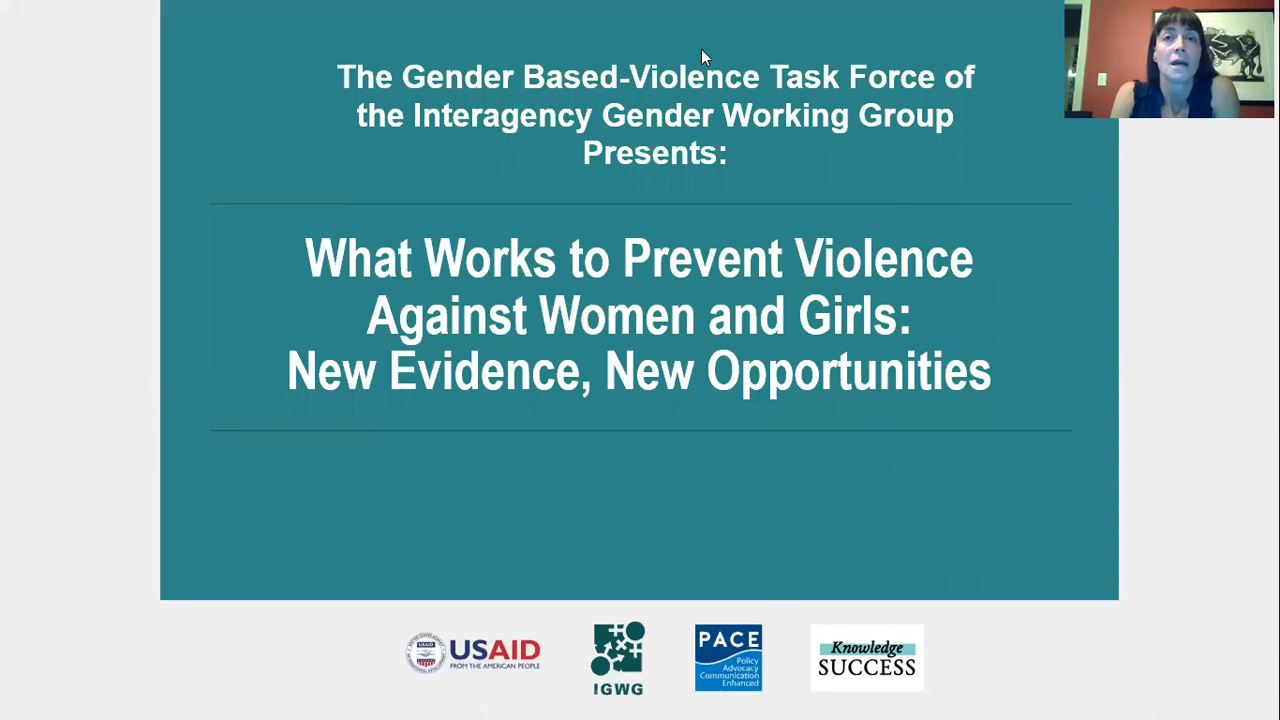 The Gender Based-Violence Task Force of
the Interagency Gender Working Group
Presents:
What Works to Prevent Violence
Against Women and Girls:
New Evidence, New Opportunities
USAID
USAID
FROM THE AMERICAN PEOPLE
IGWG
PACE
Policy
Advocacy
Communication
Enhanced
Knowledge
SUCCESS